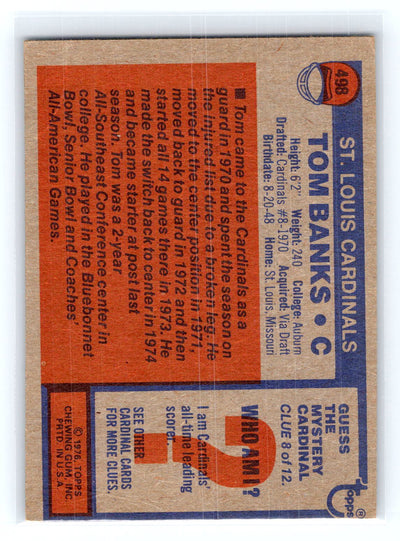 498
ST. LOUIS CARDINALS
TOM BANKS • C
Height: 6'2" Weight: 240 College: Auburn
Drafted: Cardinals #8-1970 Acquired: Via Draft
Birthdate: 8-20-48 Home: St. Louis, Missouri
■ Tom came to the Cardinals as a
guard in 1970 and spent the season on
the injured list due to a broken leg. He
moved to the center position in 1971,
moved back to guard in 1972 and then
started all 14 games there in 1973. He
made the switch back to center in 1974
and became starter at post last
season. Tom was a 2-year
All-Southeast Conference center in
college. He played in the Bluebonnet
Bowl, Senior Bowl and Coaches'
All-American Games.
TOPPS®
GUESS
THE
MYSTERY
CARDINAL
CLUE 8 of 12.
?
WHO AM I?
I am Cardinals'
all-time leading
scorer.
SEE OTHER
CARDINAL CARDS
FOR MORE CLUES.
© 1976, TOPPS
CHEWING GUM, INC.
PRTD. IN U.S.A.